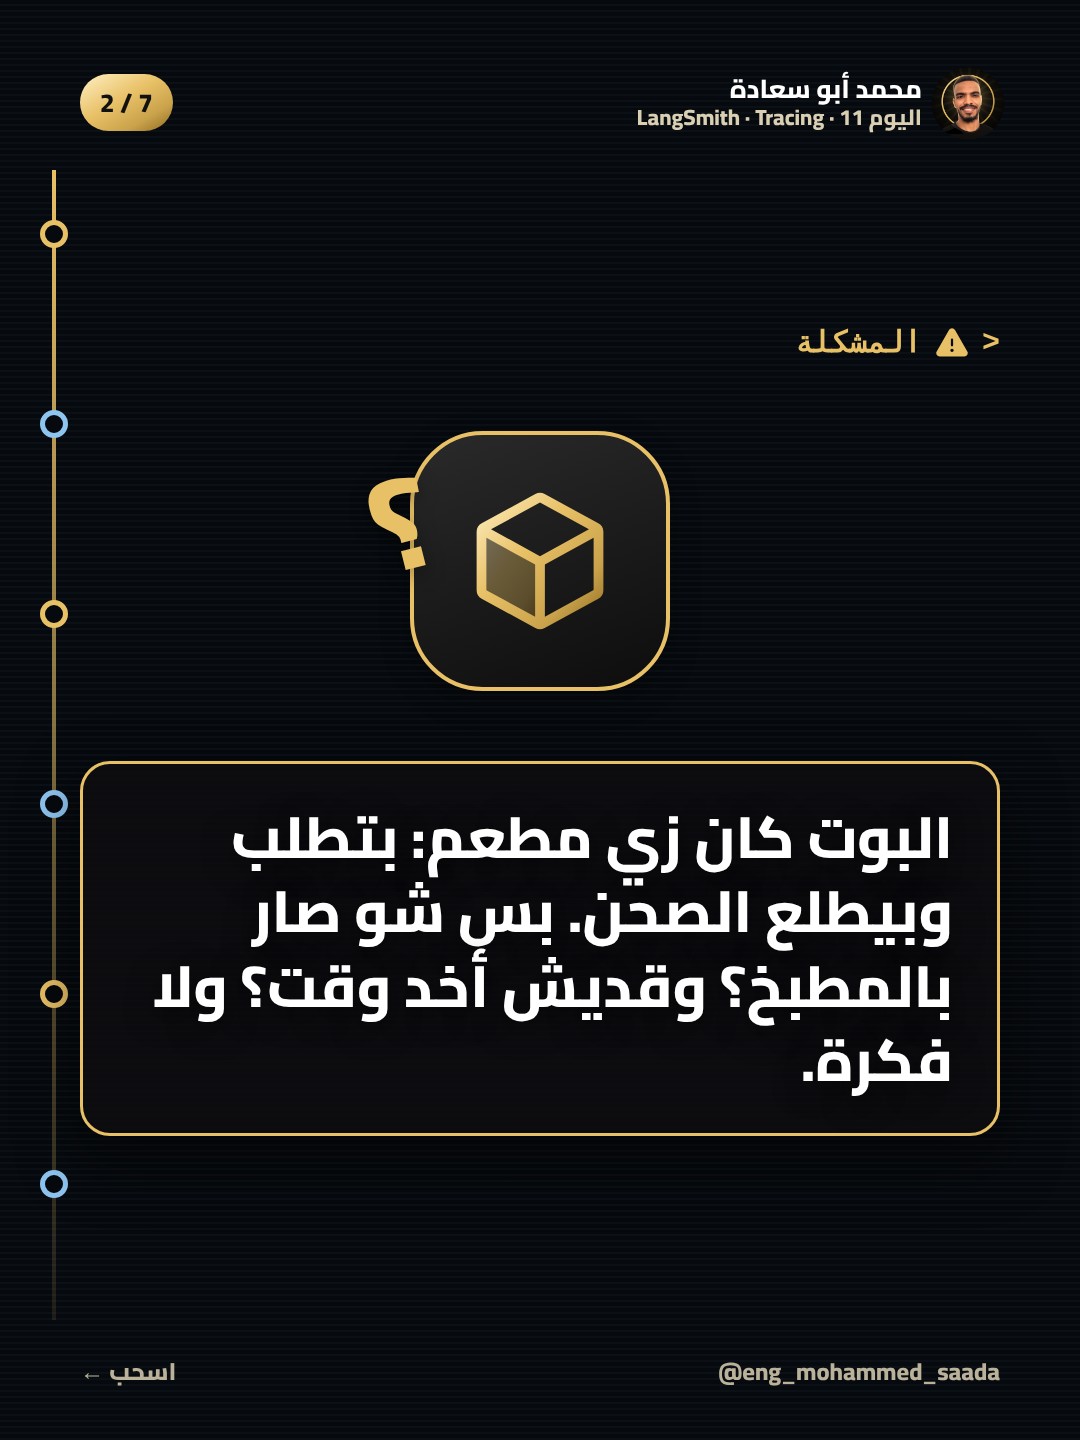 محمد أبو سعادة
اليوم 11 · LangSmith · Tracing
2 / 7
> المشكلة
؟
البوت كان زي مطعم: بتطلب
وبيطلع الصحن. بس شو صار
بالمطبخ؟ وقديش أخد وقت؟ ولا
فكرة.
@eng_mohammed_saada
اسحب ←